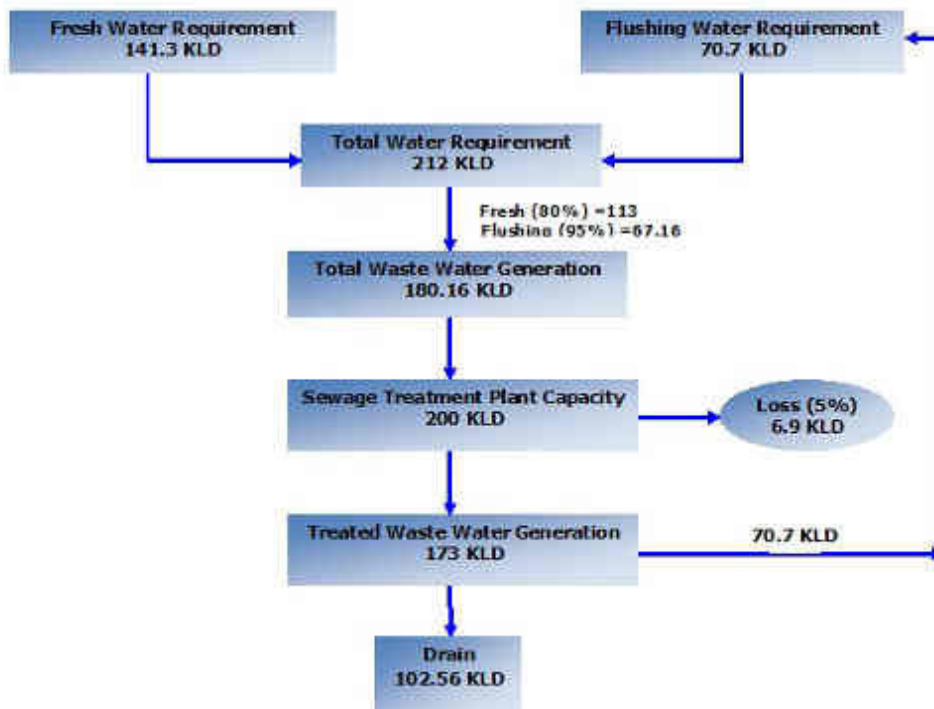 Fresh Water Requirement
141.3 KLD
Flushing Water Requirement
70.7 KLD
Total Water Requirement
212 KLD
Fresh (80%) =113
Flushing (95%) =67.16
Total Waste Water Generation
180.16 KLD
Sewage Treatment Plant Capacity
200 KLD
Loss (5%)
6.9 KLD
Treated Waste Water Generation
173 KLD
70.7 KLD
Drain
102.56 KLD